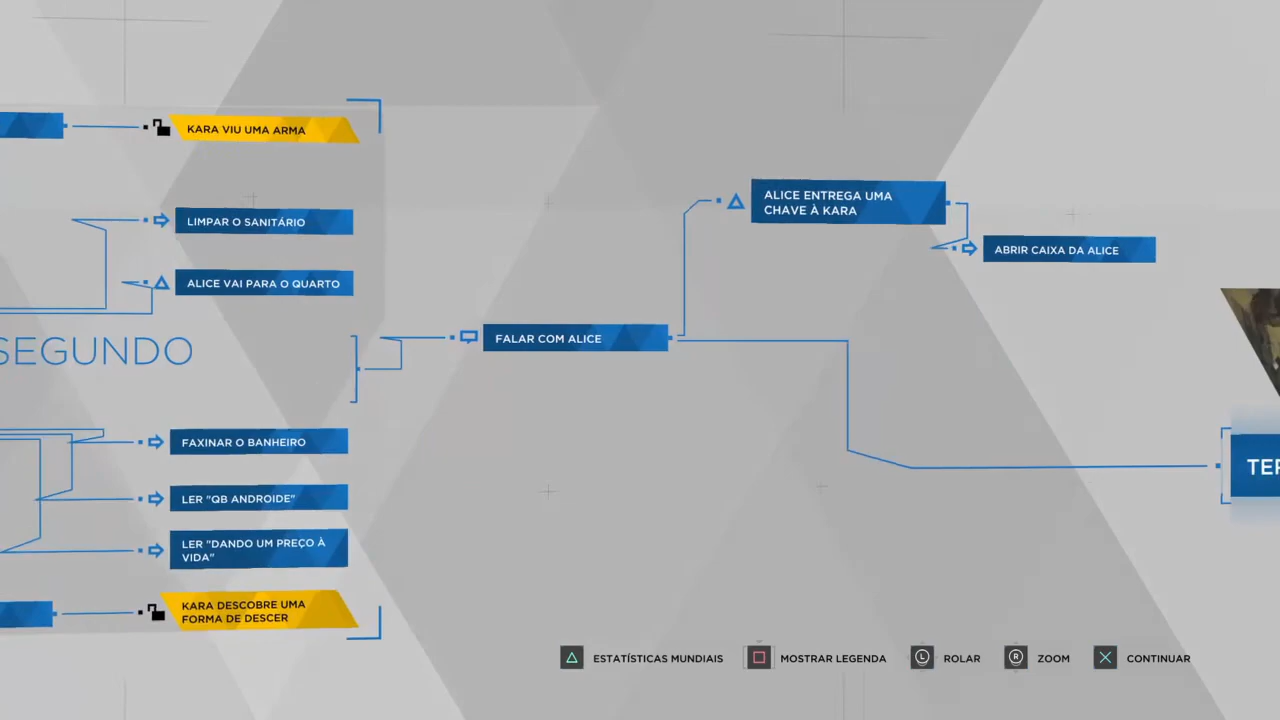 KARA VIU UMA ARMA
LIMPAR O SANITÁRIO
ALICE VAI PARA O QUARTO
SEGUNDO
FAXINAR O BANHEIRO
LER "QB ANDROIDE"
LER "DANDO UM PREÇO À
VIDA"
KARA DESCOBRE UMA
FORMA DE DESCER
FALAR COM ALICE
ALICE ENTREGA UMA
CHAVE À KARA
ABRIR CAIXA DA ALICE
TER
ESTATÍSTICAS MUNDIAIS
MOSTRAR LEGENDA
L
ROLAR
R
ZOOM
CONTINUAR